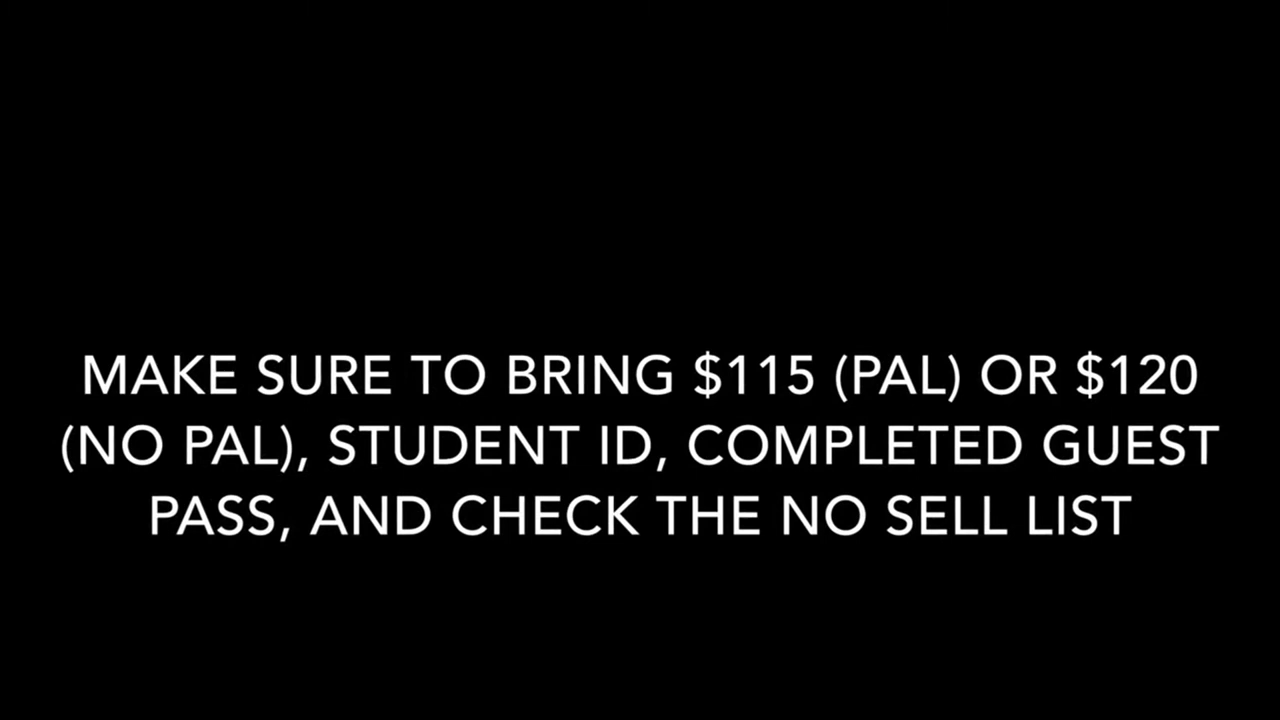 MAKE SURE TO BRING $115 (PAL) OR $120
(NO PAL), STUDENT ID, COMPLETED GUEST
PASS, AND CHECK THE NO SELL LIST